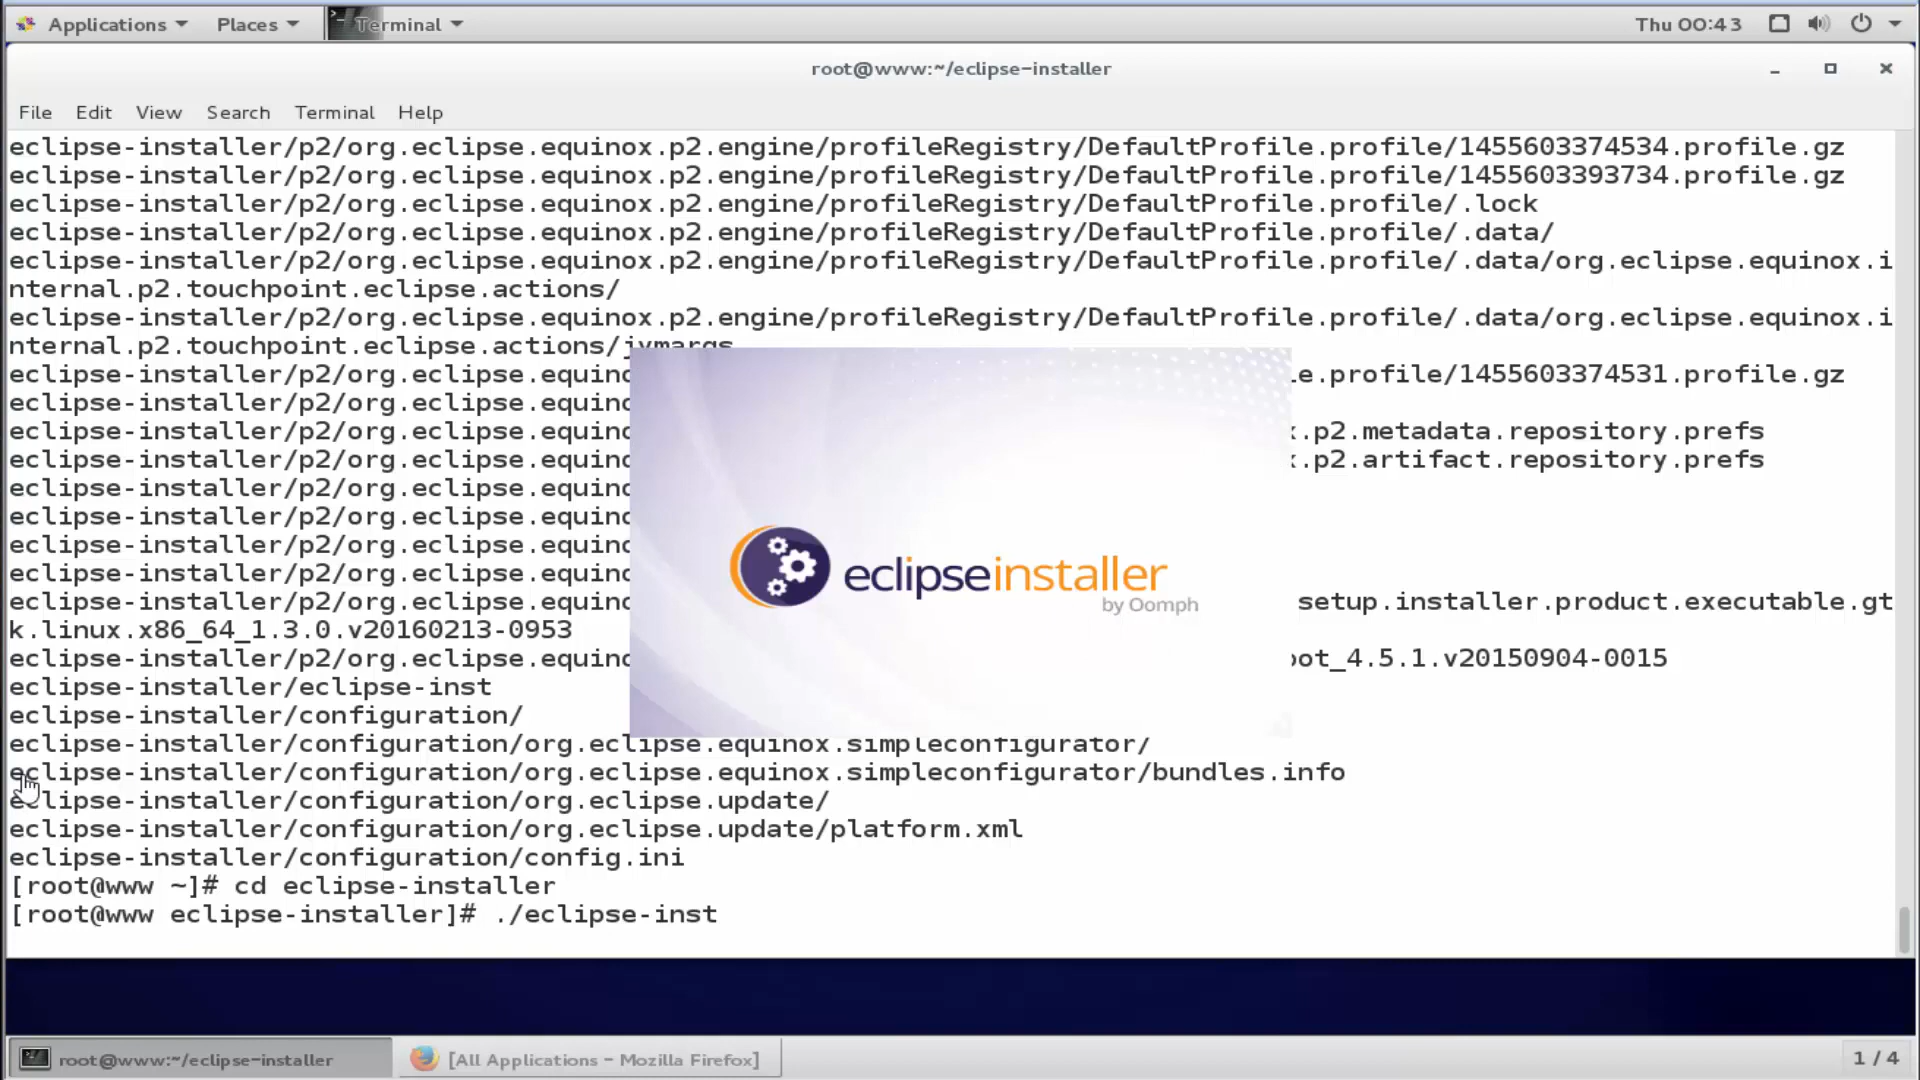 Applications Places Terminal Thu 00:43
root@www:~/eclipse-installer
File Edit View Search Terminal Help
eclipse-installer/p2/org.eclipse.equinox.p2.engine/profileRegistry/DefaultProfile.profile/1455603374534.profile.gz
eclipse-installer/p2/org.eclipse.equinox.p2.engine/profileRegistry/DefaultProfile.profile/1455603393734.profile.gz
eclipse-installer/p2/org.eclipse.equinox.p2.engine/profileRegistry/DefaultProfile.profile/.lock
eclipse-installer/p2/org.eclipse.equinox.p2.engine/profileRegistry/DefaultProfile.profile/.data/
eclipse-installer/p2/org.eclipse.equinox.p2.engine/profileRegistry/DefaultProfile.profile/.data/org.eclipse.equinox.i
nternal.p2.touchpoint.eclipse.actions/
eclipse-installer/p2/org.eclipse.equinox.p2.engine/profileRegistry/DefaultProfile.profile/.data/org.eclipse.equinox.i
nternal.p2.touchpoint.eclipse.actions/jvmargs
eclipse-installer/p2/org.eclipse.equino le.profile/1455603374531.profile.gz
eclipse-installer/p2/org.eclipse.equino
eclipse-installer/p2/org.eclipse.equino x.p2.metadata.repository.prefs
eclipse-installer/p2/org.eclipse.equino x.p2.artifact.repository.prefs
eclipse-installer/p2/org.eclipse.equino
eclipse-installer/p2/org.eclipse.equino
eclipse-installer/p2/org.eclipse.equino
eclipse-installer/p2/org.eclipse.equino
eclipse-installer/p2/org.eclipse.equino setup.installer.product.executable.gt
k.linux.x86_64_1.3.0.v20160213-0953
eclipse-installer/p2/org.eclipse.equino oot_4.5.1.v20150904-0015
eclipse-installer/eclipse-inst
eclipse-installer/configuration/
eclipse-installer/configuration/org.eclipse.equinox.simpleconfigurator/
eclipse-installer/configuration/org.eclipse.equinox.simpleconfigurator/bundles.info
eclipse-installer/configuration/org.eclipse.update/
eclipse-installer/configuration/org.eclipse.update/platform.xml
eclipse-installer/configuration/config.ini
[root@www ~]# cd eclipse-installer
[root@www eclipse-installer]# ./eclipse-inst
eclipseinstaller
by Oomph
root@www:~/eclipse-installer [All Applications - Mozilla Firefox] 1 / 4